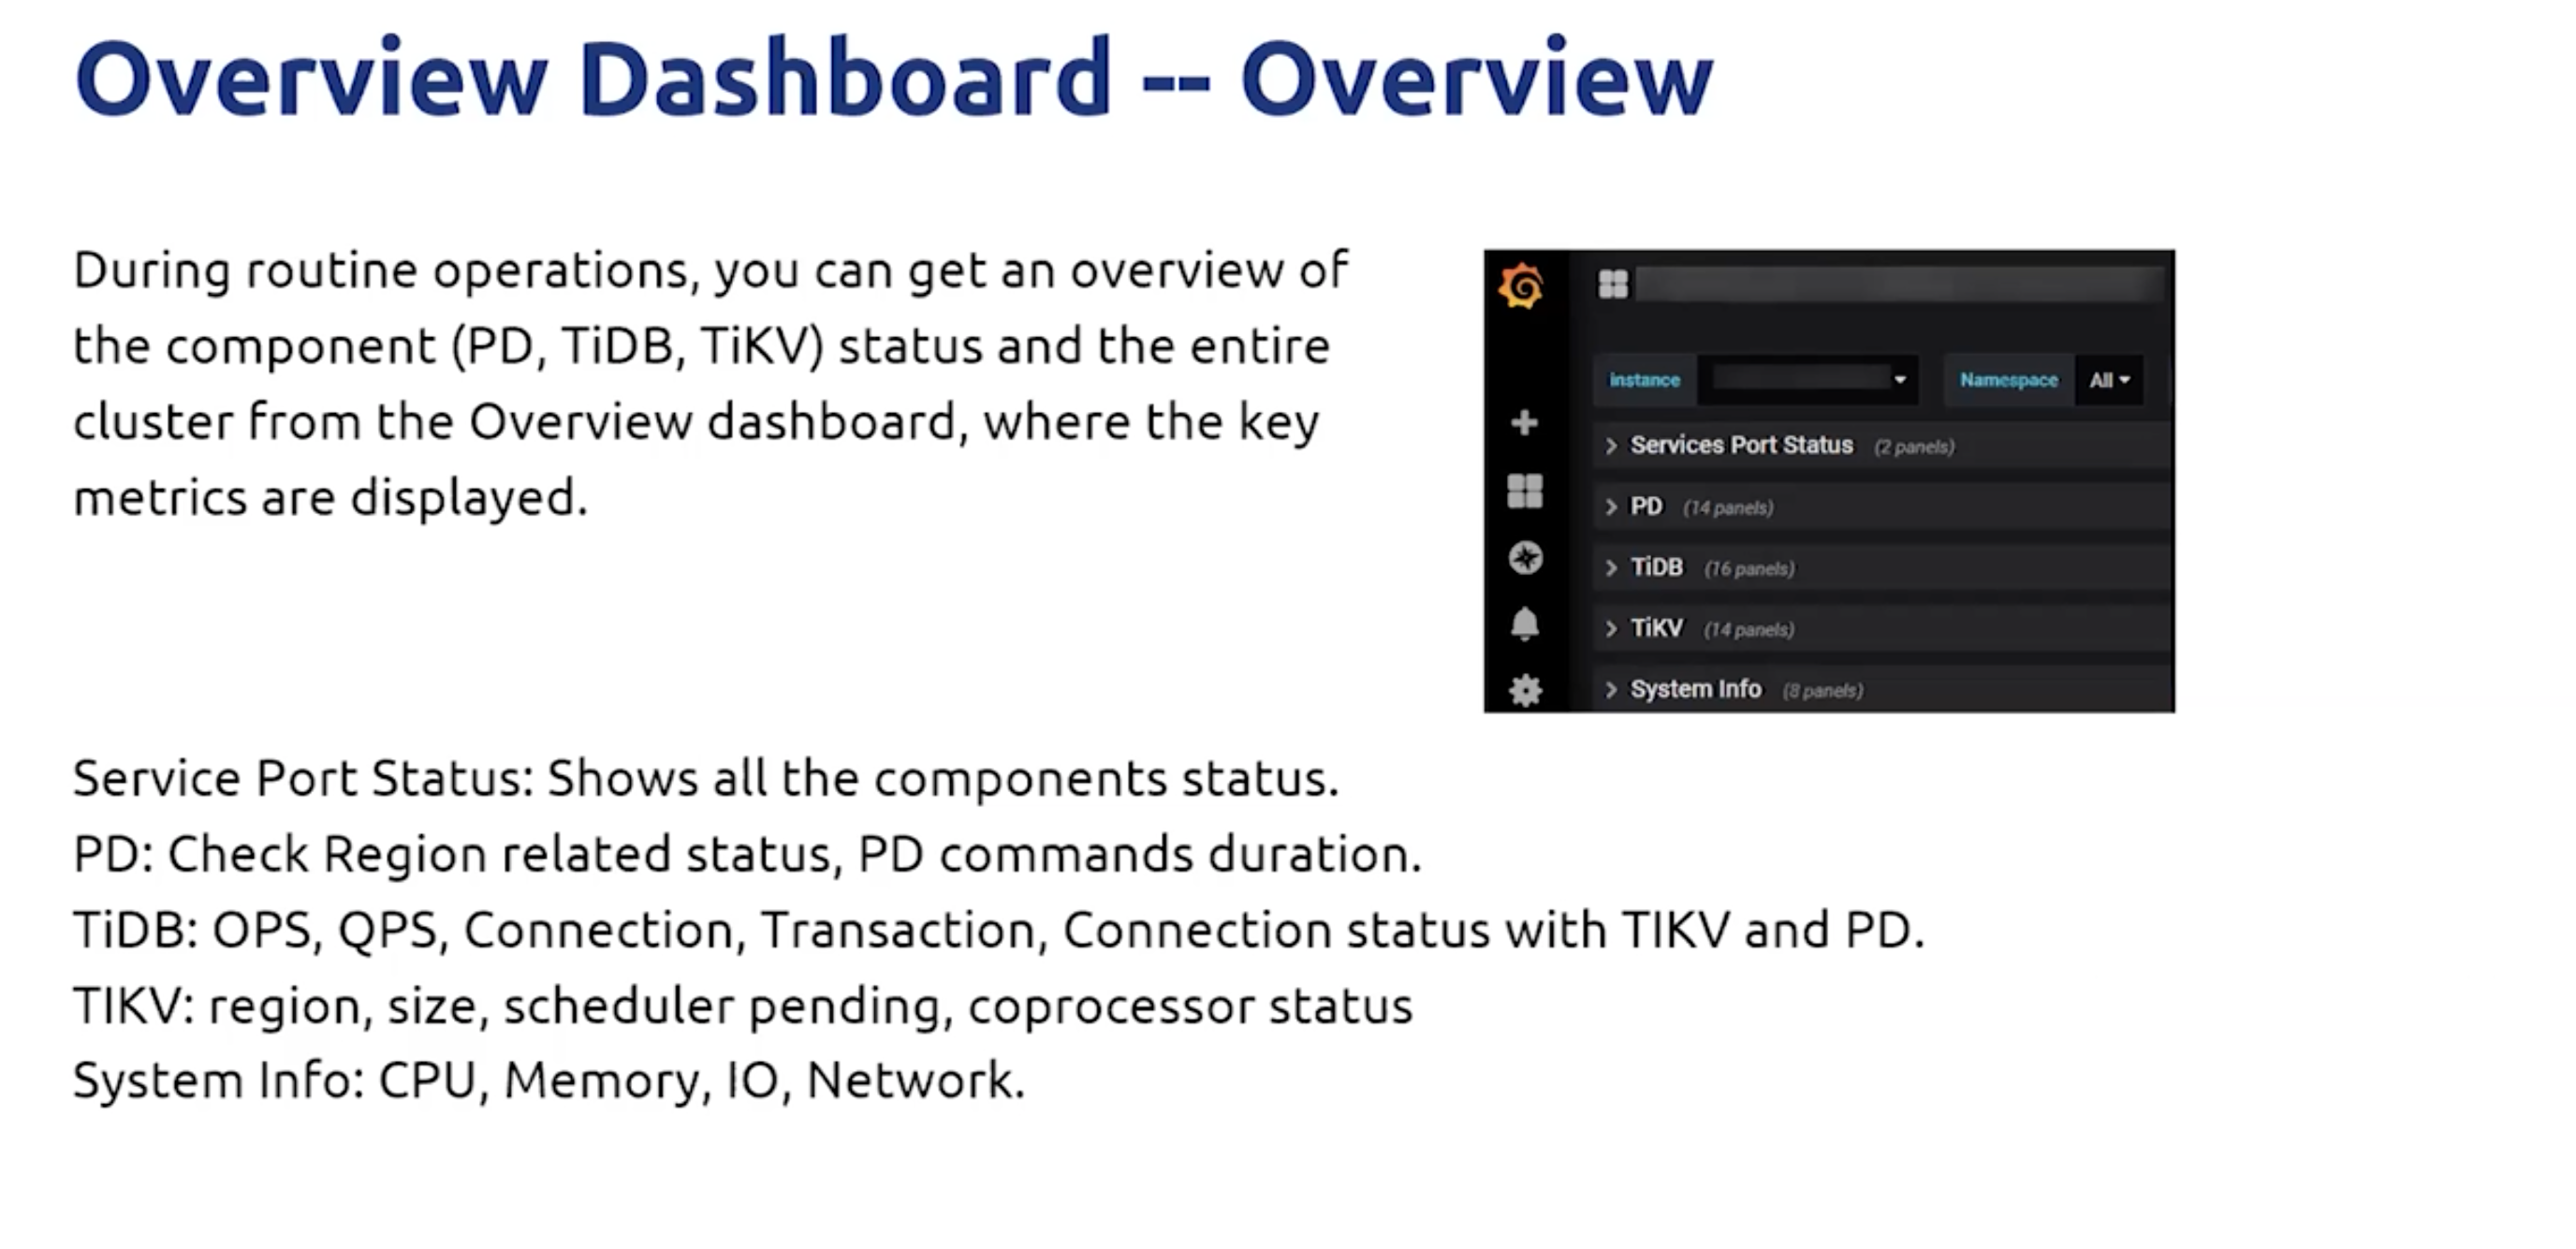 Overview Dashboard -- Overview
During routine operations, you can get an overview of
the component (PD, TiDB, TiKV) status and the entire
cluster from the Overview dashboard, where the key
metrics are displayed.
instance
Namespace All
Services Port Status (2 panels)
PD (14 panels)
TiDB (16 panels)
TiKV (14 panels)
System Info (8 panels)
Service Port Status: Shows all the components status.
PD: Check Region related status, PD commands duration.
TiDB: OPS, QPS, Connection, Transaction, Connection status with TIKV and PD.
TIKV: region, size, scheduler pending, coprocessor status
System Info: CPU, Memory, IO, Network.